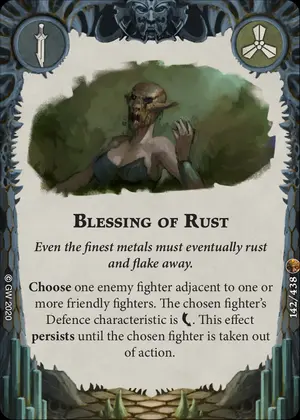 BLESSING OF RUST
Even the finest metals must eventually rust
and flake away.
Choose one enemy fighter adjacent to one or
more friendly fighters. The chosen fighter's
Defence characteristic is . This effect
persists until the chosen fighter is taken out
of action.
© GW 2020
142/438